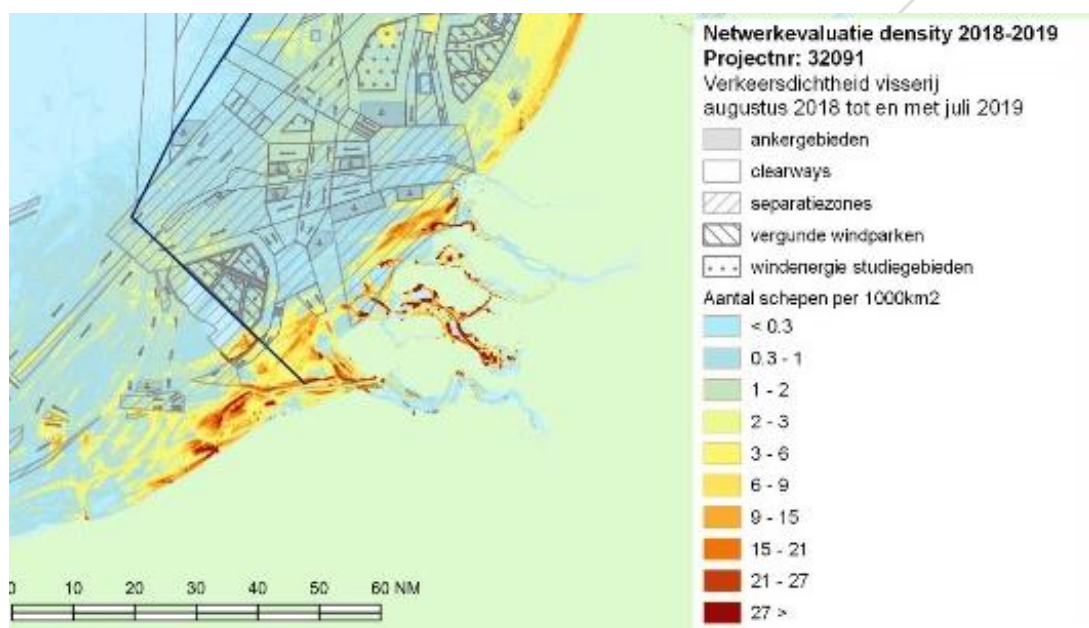 Netwerkevaluatie density 2018-2019
Projectnr: 32091
Verkeersdichtheid visserij
augustus 2018 tot en met juli 2019
ankergebieden
clearways
separatiezones
vergunde windparken
windenergie studiegebieden
Aantal schepen per 1000km2
< 0.3
0.3 - 1
1 - 2
2 - 3
3 - 6
6 - 9
9 - 15
15 - 21
21 - 27
27 >
0 10 20 30 40 50 60 NM